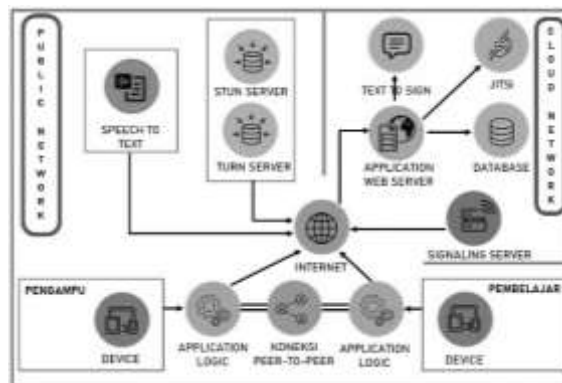 PUBLIC NETWORK
SPEECH TO
TEXT
STUN SERVER
TURN SERVER
TEXT TO SIGN
JITSI
CLOUD NETWORK
APPLICATION
WEB SERVER
DATABASE
INTERNET
SIGNALING SERVER
PENGAMPU
DEVICE
APPLICATION
LOGIC
KONEKSI
PEER-TO-PEER
APPLICATION
LOGIC
PEMBELAJAR
DEVICE